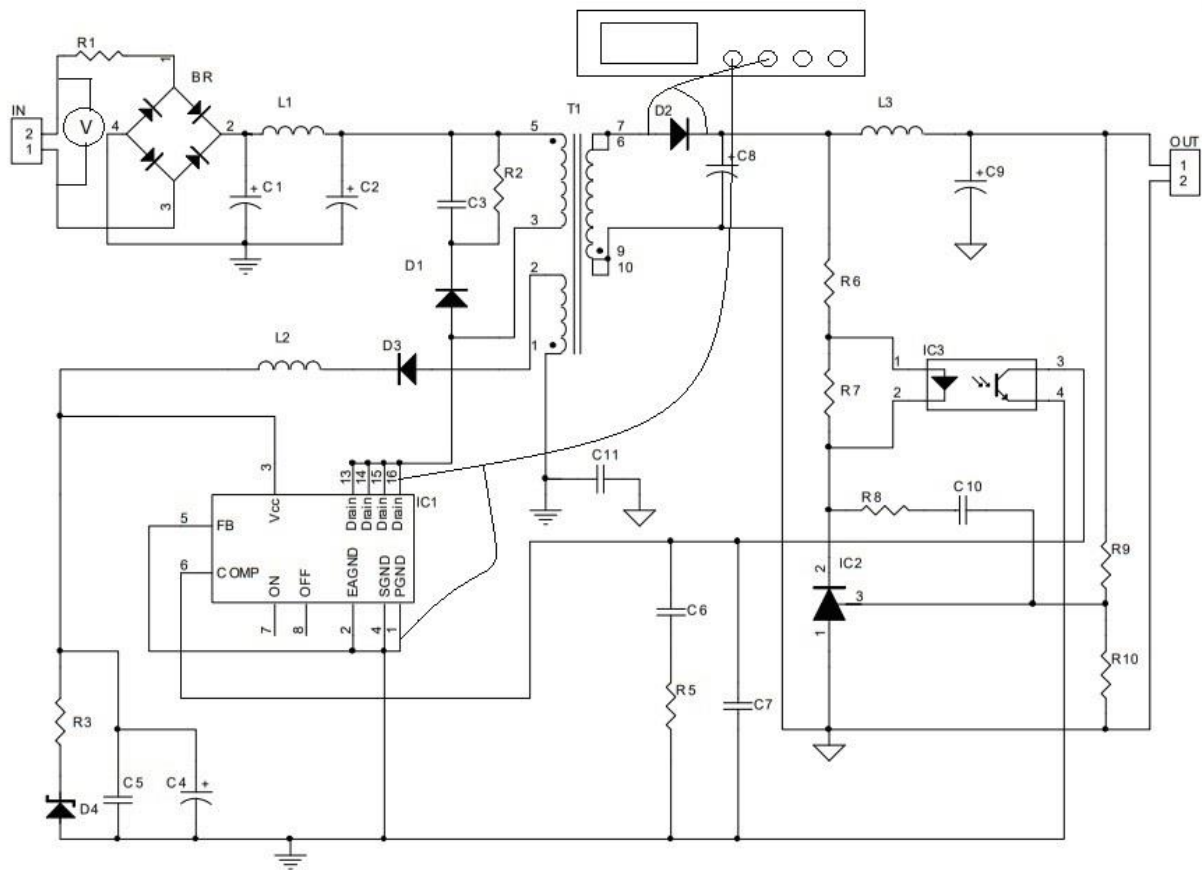 R1
BR
1
IN
2
1
V
4
2
3
L1
C1
+
C2
+
R2
C3
D1
T1
5
3
2
1
7
6
9
10
D2
C8
+
L3
C9
+
OUT
1
2
L2
D3
R6
R7
IC3
1
2
3
4
3
13
14
15
16
IC1
Vcc
Drain
Drain
Drain
Drain
5
FB
6
COMP
ON
OFF
EAGND
SGND
PGND
7
8
2
4
1
C11
R8
C10
R9
IC2
2
3
1
R10
C6
R5
C7
R3
D4
C5
C4
+